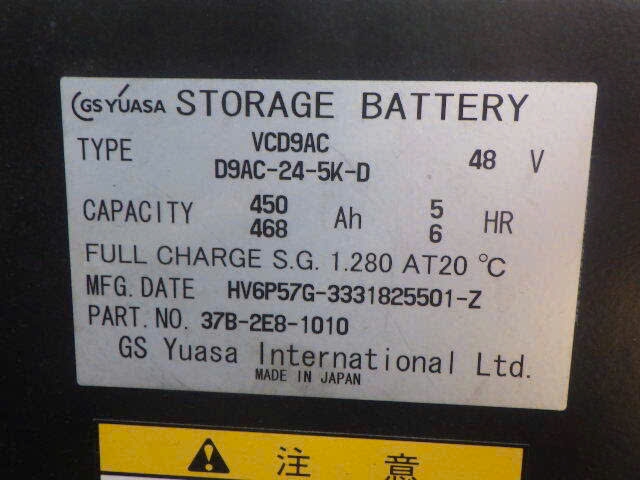 GS YUASA STORAGE BATTERY
TYPE VCD9AC 48 V
D9AC-24-5K-D
CAPACITY 450 Ah 5 HR
468 6
FULL CHARGE S.G. 1.280 AT 20 ℃
MFG. DATE HV6P57G-3331825501-Z
PART. NO. 37B-2E8-1010
GS Yuasa International Ltd.
MADE IN JAPAN
注意